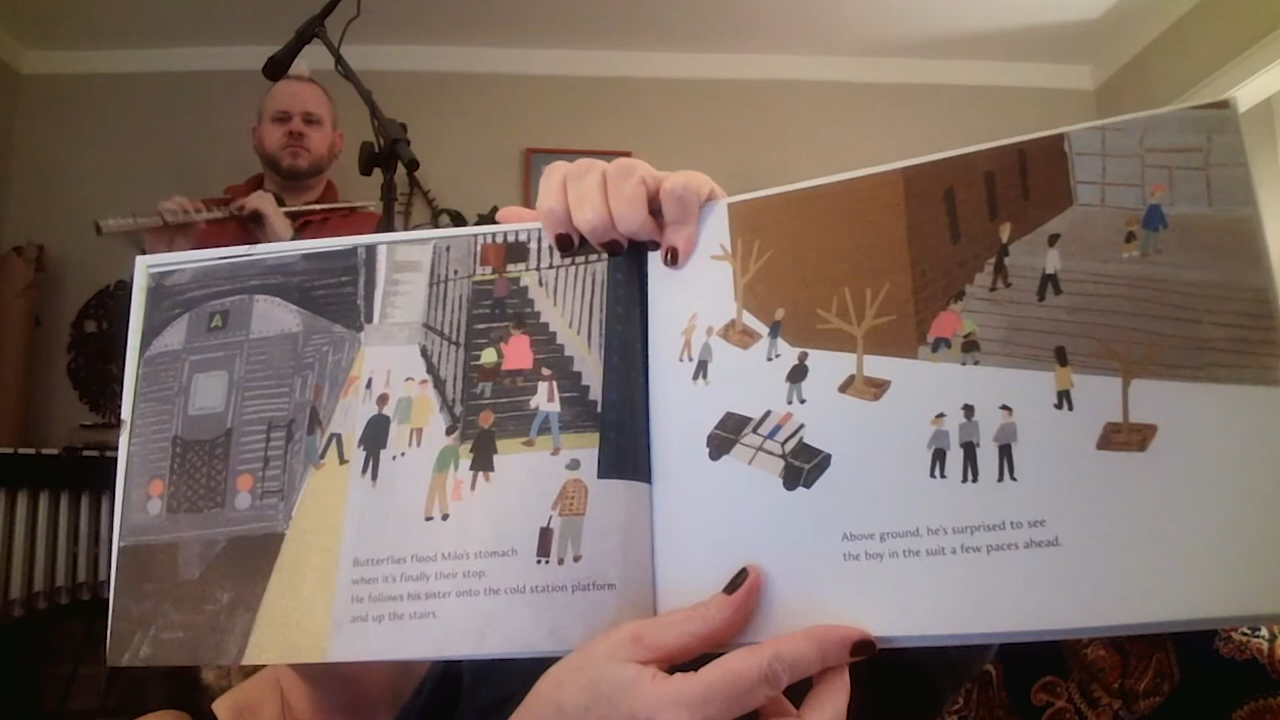 A
Butterflies flood Milo's stomach
when it's finally their stop.
He follows his sister onto the cold station platform
and up the stairs.
Above ground, he's surprised to see
the boy in the suit a few paces ahead.